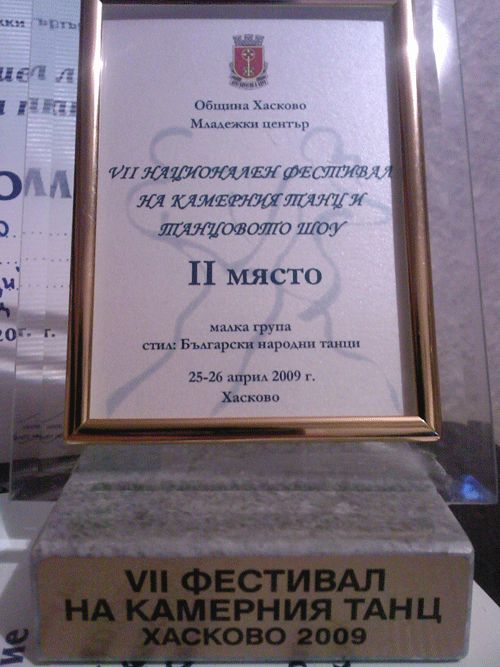 Община Хасково
Младежки център
VII НАЦИОНАЛЕН ФЕСТИВАЛ
НА КАМЕРНИЯ ТАНЦ И
ТАНЦОВОТО ШОУ
II място
малка група
стил: Български народни танци
25-26 април 2009 г.
Хасково
VII ФЕСТИВАЛ
НА КАМЕРНИЯ ТАНЦ
ХАСКОВО 2009